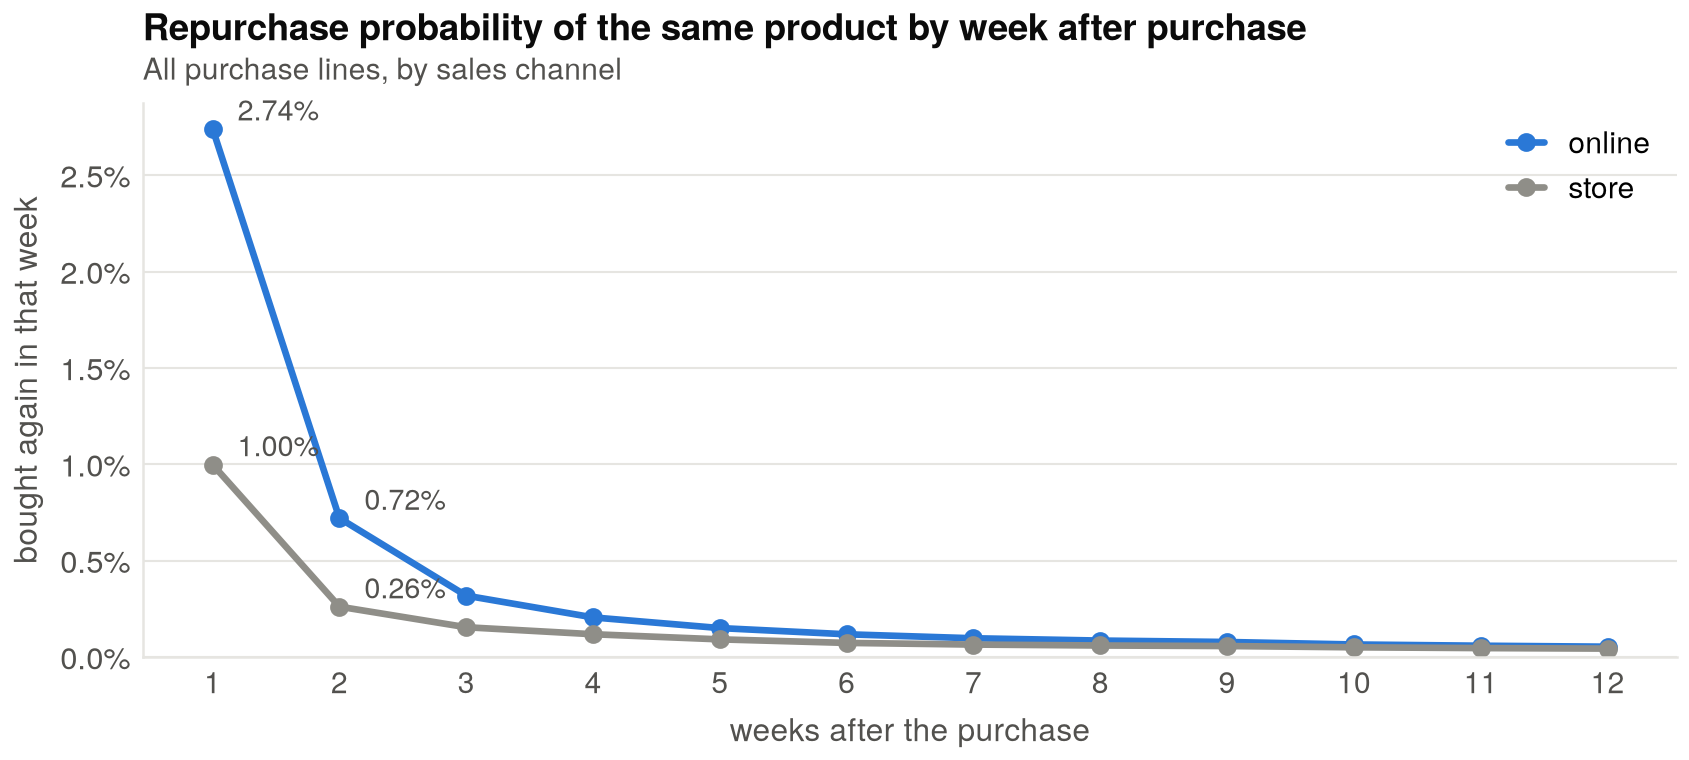 Repurchase probability of the same product by week after purchase
All purchase lines, by sales channel
2.74%
online
2.5%
store
2.0%
bought again in that week
1.5%
1.00%
1.0%
0.72%
0.5%
0.26%
0.0%
1 2 3 4 5 6 7 8 9 10 11 12
weeks after the purchase